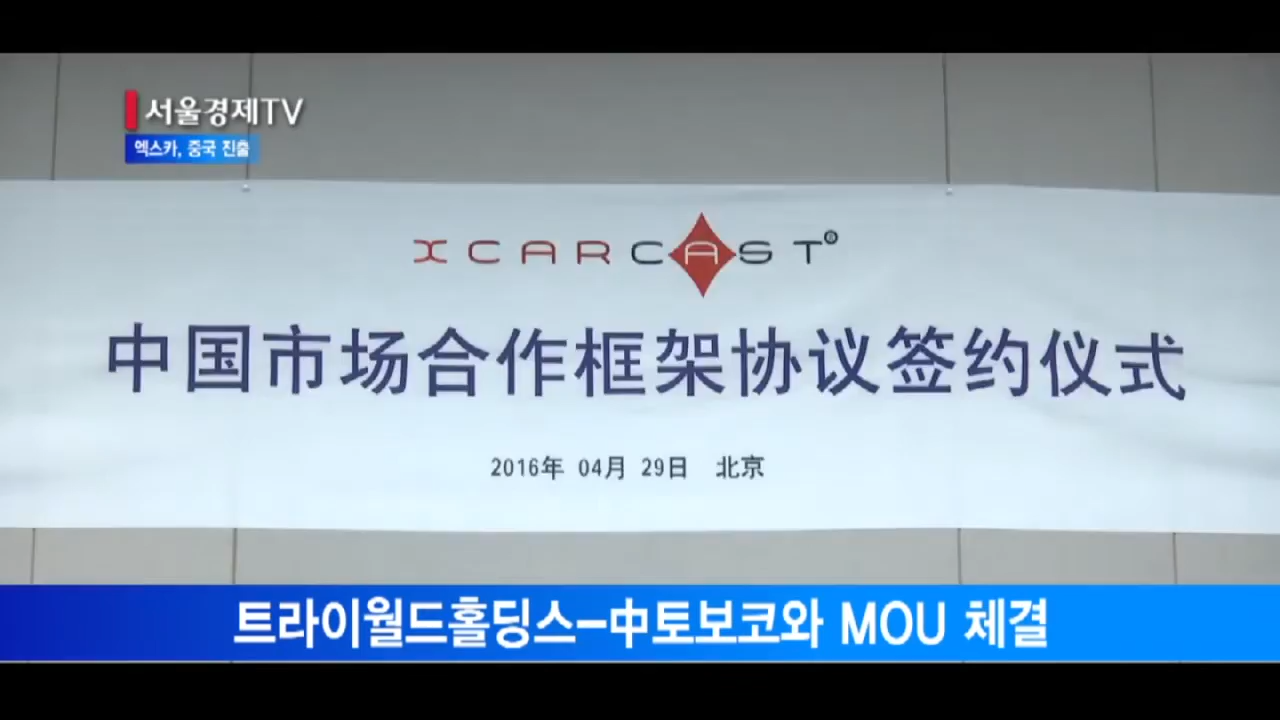 서울경제TV
엑스카, 중국 진출
XCARCAST®
中国市场合作框架协议签约仪式
2016年 04月 29日 北京
트라이월드홀딩스-中토보코와 MOU 체결